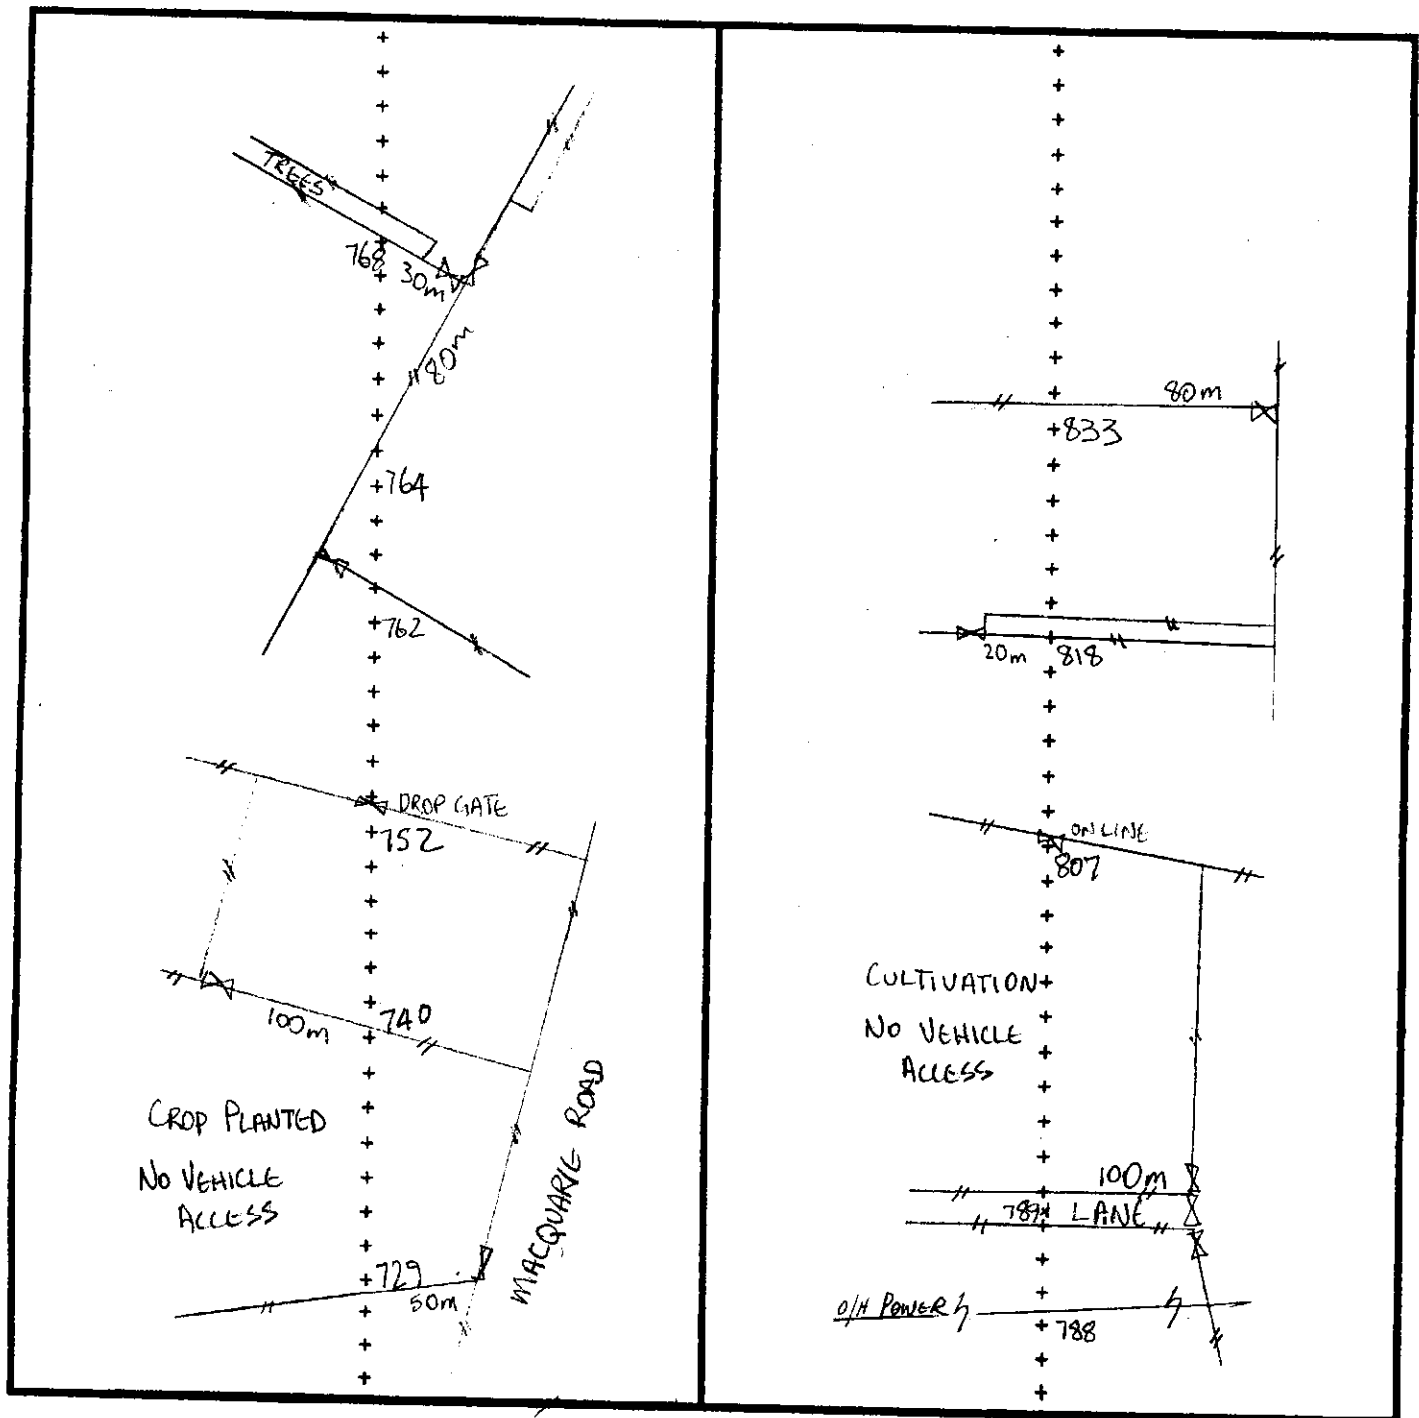 TREES
768
30m
80m
764
762
DROP GATE
752
740
100m
CROP PLANTED
NO VEHICLE
ACCESS
MACQUARIE ROAD
729
50m
80m
833
20m 818
ON LINE
807
CULTIVATION
NO VEHICLE
ACCESS
100m
789 LANE
O/H POWER
788